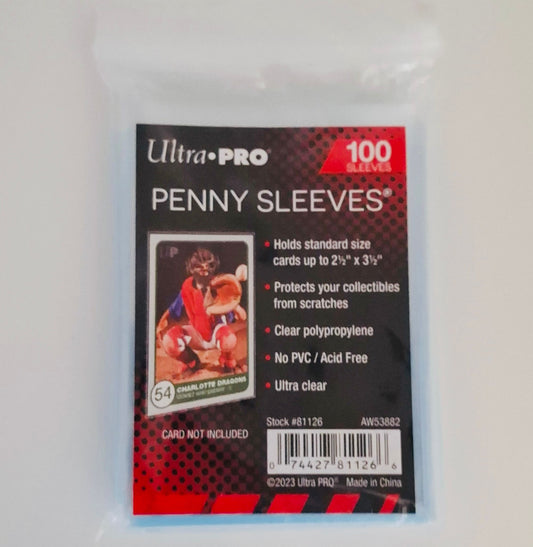 Ultra•PRO®
100
SLEEVES
PENNY SLEEVES®
• Holds standard size
cards up to 2½" x 3½"
• Protects your collectibles
from scratches
• Clear polypropylene
• No PVC / Acid Free
• Ultra clear
UP
54
CHARLOTTE DRAGONS
CARD NOT INCLUDED
Stock #81126
AW53882
0 74427 81126 6
©2023 Ultra PRO® Made in China